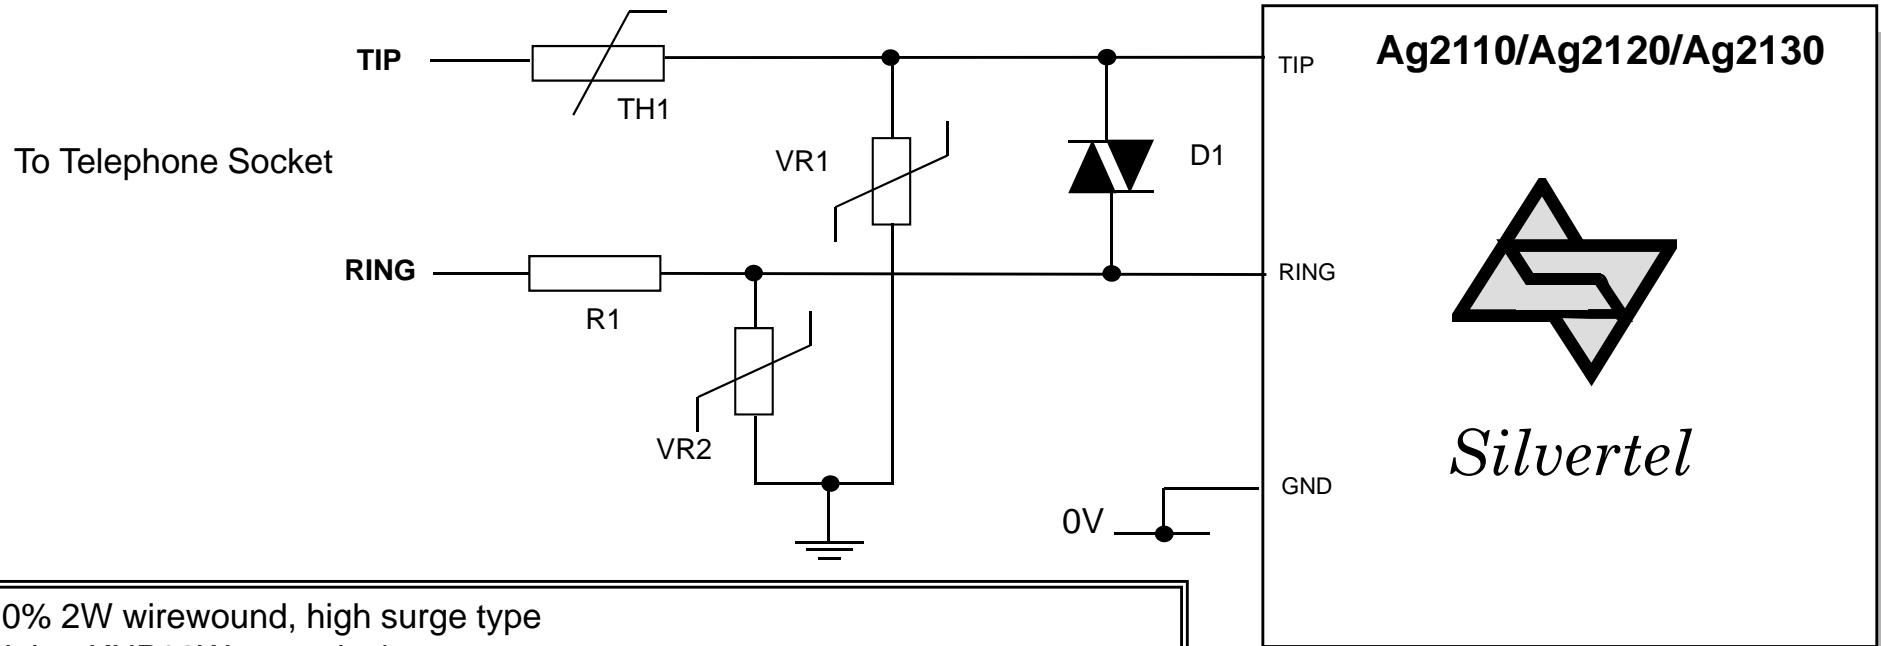 TIP
TH1
To Telephone Socket
VR1
D1
RING
R1
VR2
TIP
Ag2110/Ag2120/Ag2130
RING
Silvertel
GND
0V
0% 2W wirewound, high surge type